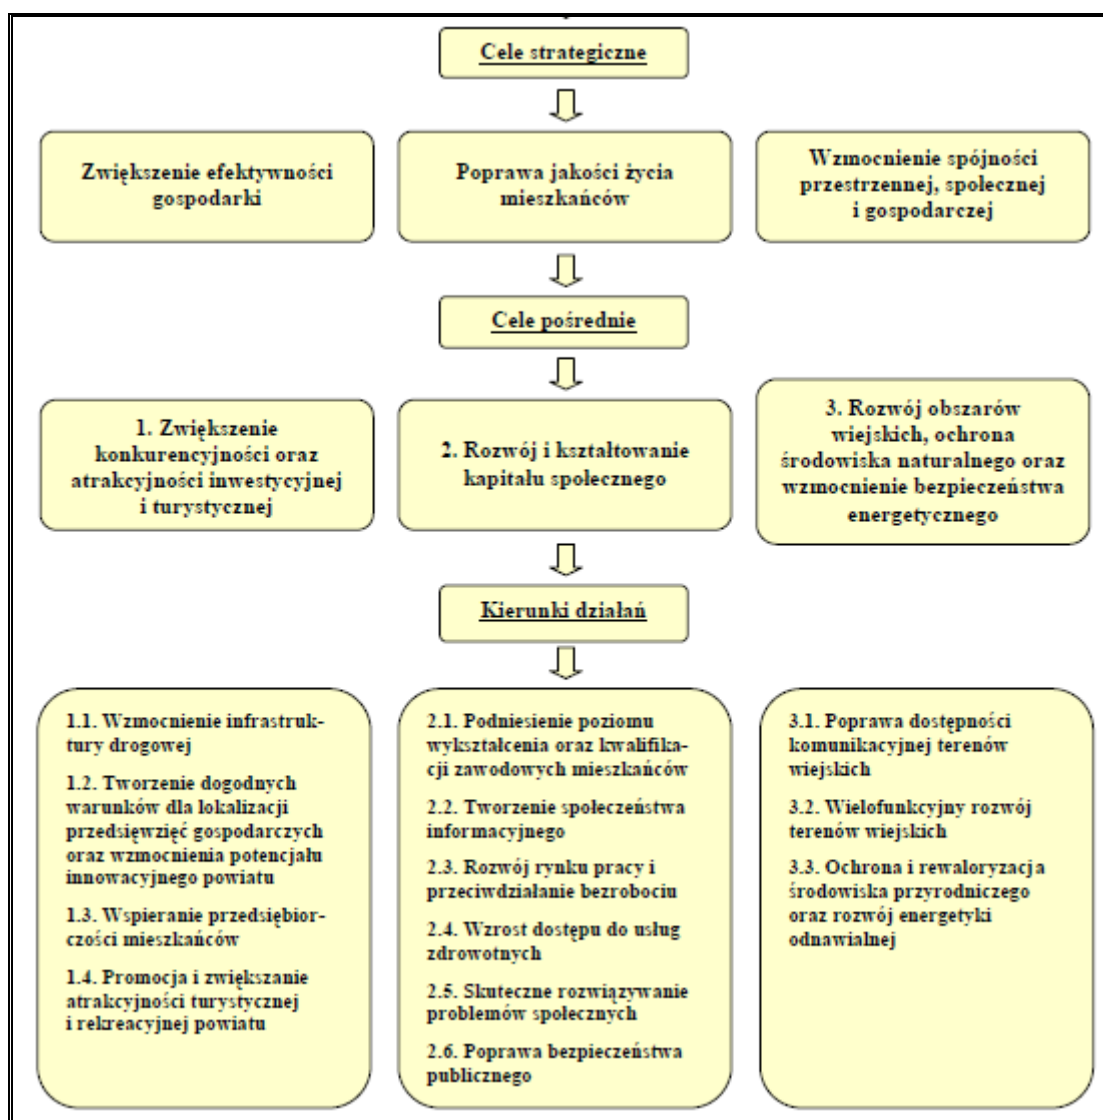 Cele strategiczne
Zwiększenie efektywności
gospodarki
Poprawa jakości życia
mieszkańców
Wzmocnienie spójności
przestrzennej, społecznej
i gospodarczej
Cele pośrednie
1. Zwiększenie
konkurencyjności oraz
atrakcyjności inwestycyjnej
i turystycznej
2. Rozwój i kształtowanie
kapitału społecznego
3. Rozwój obszarów
wiejskich, ochrona
środowiska naturalnego oraz
wzmocnienie bezpieczeństwa
energetycznego
Kierunki działań
1.1. Wzmocnienie infrastruk-
tury drogowej
1.2. Tworzenie dogodnych
warunków dla lokalizacji
przedsięwzięć gospodarczych
oraz wzmocnienia potencjału
innowacyjnego powiatu
1.3. Wspieranie przedsiębior-
czości mieszkańców
1.4. Promocja i zwiększanie
atrakcyjności turystycznej
i rekreacyjnej powiatu
2.1. Podniesienie poziomu
wykształcenia oraz kwalifika-
cji zawodowych mieszkańców
2.2. Tworzenie społeczeństwa
informacyjnego
2.3. Rozwój rynku pracy i
przeciwdziałanie bezrobociu
2.4. Wzrost dostępu do usług
zdrowotnych
2.5. Skuteczne rozwiązywanie
problemów społecznych
2.6. Poprawa bezpieczeństwa
publicznego
3.1. Poprawa dostępności
komunikacyjnej terenów
wiejskich
3.2. Wielofunkcyjny rozwój
terenów wiejskich
3.3. Ochrona i rewaloryzacja
środowiska przyrodniczego
oraz rozwój energetyki
odnawialnej